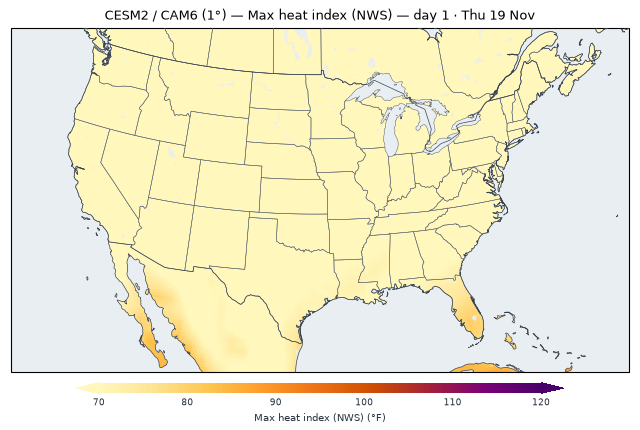 CESM2 / CAM6 (1°) — Max heat index (NWS) — day 1 · Thu 19 Nov
70 80 90 100 110 120
Max heat index (NWS) (°F)